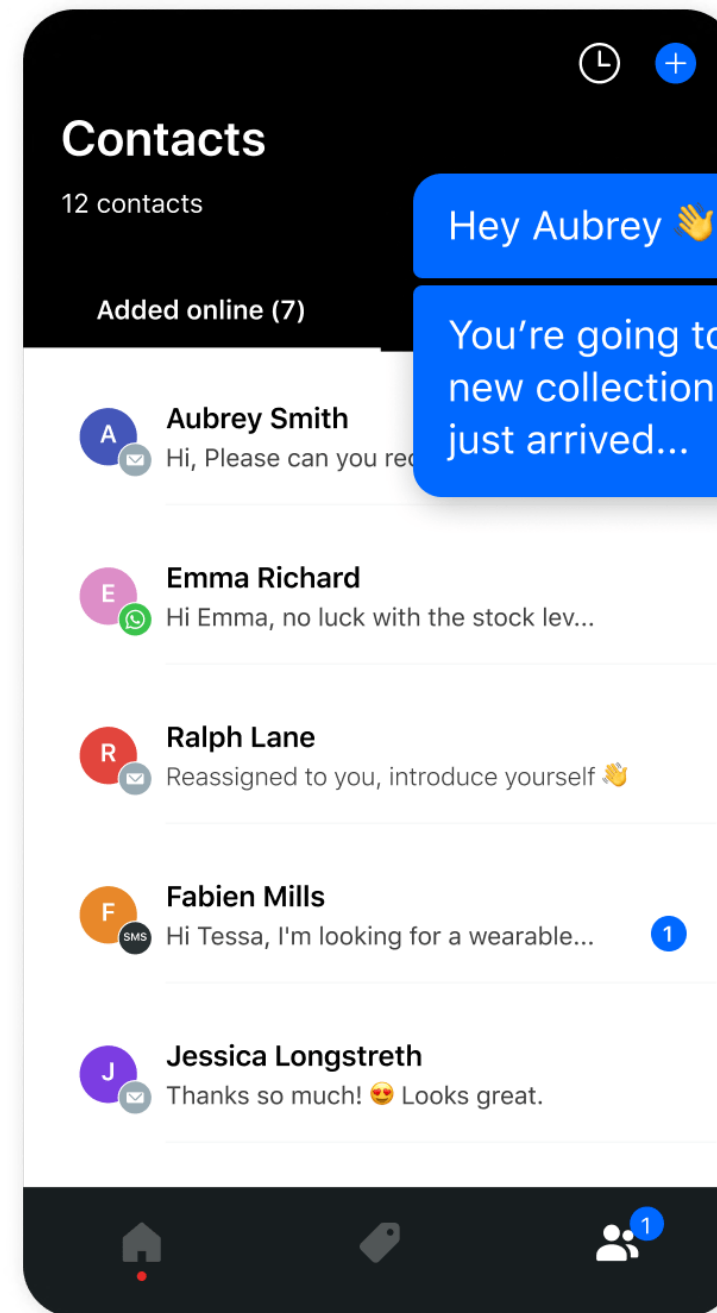 Contacts
12 contacts
Hey Aubrey 👋
Added online (7)
You’re going to
new collection
just arrived...
A
Aubrey Smith
Hi, Please can you rec
E
Emma Richard
Hi Emma, no luck with the stock lev...
R
Ralph Lane
Reassigned to you, introduce yourself 👋
F
SMS
Fabien Mills
Hi Tessa, I'm looking for a wearable...
1
J
Jessica Longstreth
Thanks so much! 😍 Looks great.
1